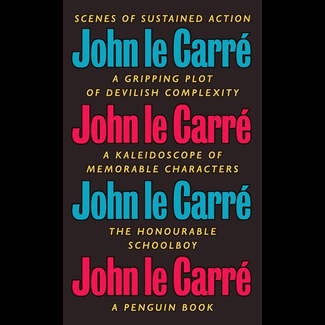 SCENES OF SUSTAINED ACTION
John le Carré
A GRIPPING PLOT
OF DEVILISH COMPLEXITY
John le Carré
A KALEIDOSCOPE OF
MEMORABLE CHARACTERS
John le Carré
THE HONOURABLE
SCHOOLBOY
John le Carré
A PENGUIN BOOK